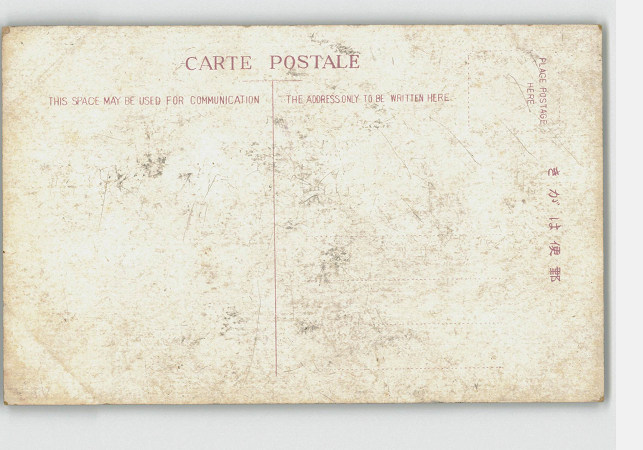 CARTE POSTALE
THIS SPACE MAY BE USED FOR COMMUNICATION
THE ADDRESS ONLY TO BE WRITTEN HERE.
PLACE POSTAGE
HERE
きがは便郵